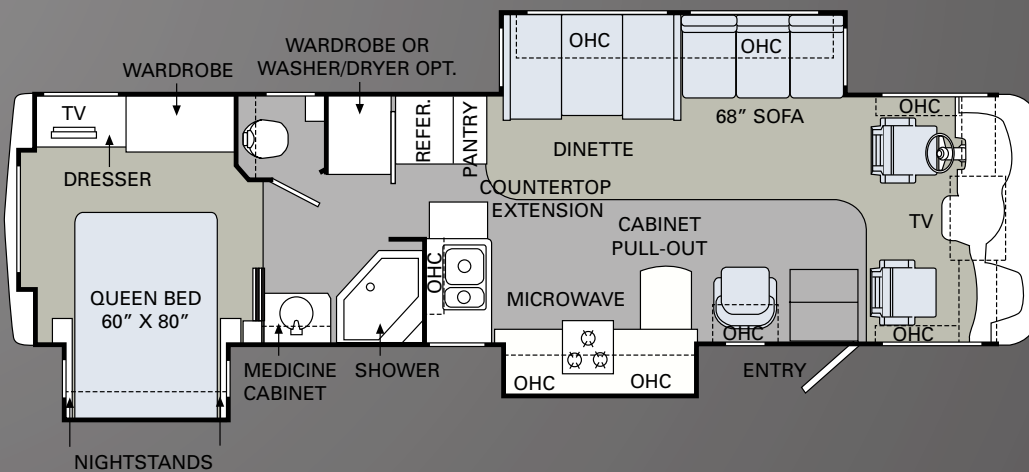 WARDROBE
WARDROBE OR
WASHER/DRYER OPT.
TV
DRESSER
REFER.
PANTRY
OHC
OHC
68” SOFA
DINETTE
OHC
COUNTERTOP
EXTENSION
CABINET
PULL-OUT
TV
QUEEN BED
60” X 80”
OHC
MICROWAVE
OHC
OHC
MEDICINE
CABINET
SHOWER
OHC
OHC
ENTRY
NIGHTSTANDS